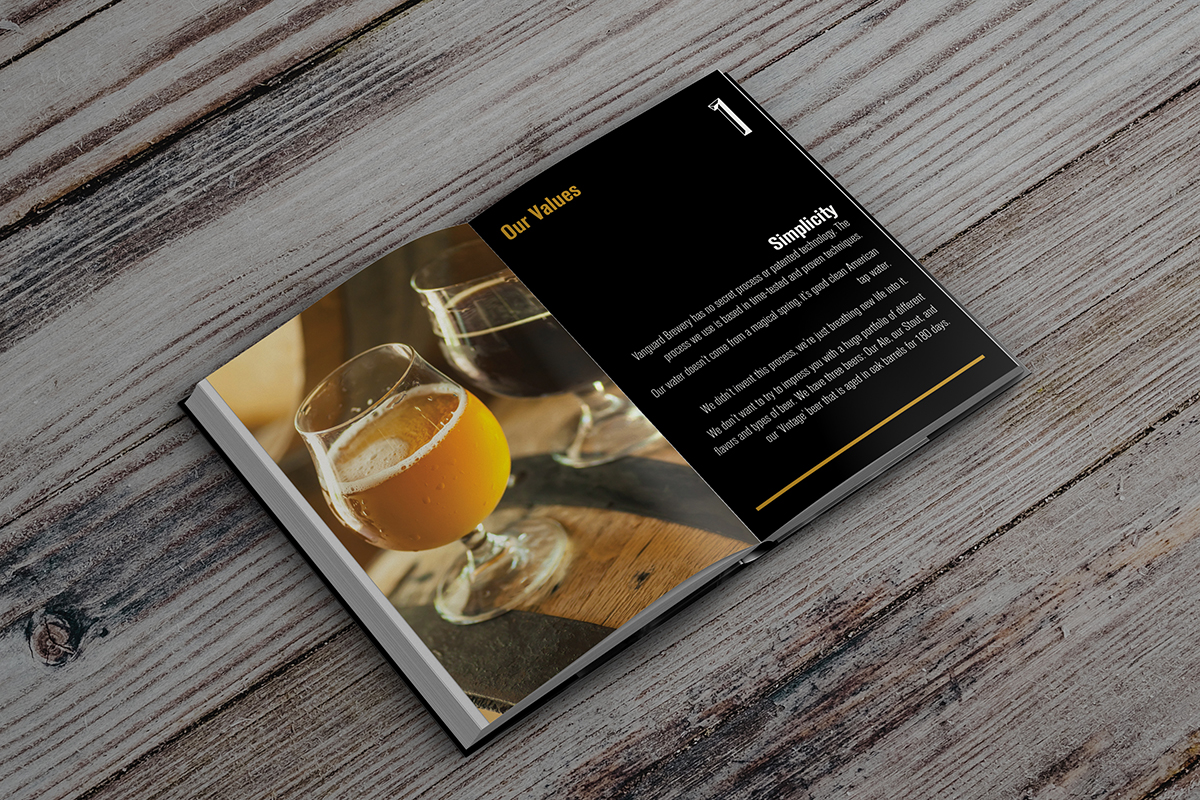 1
Our Values
Simplicity
Vanguard Brewery has no secret process or patented technology. The
process we use is based in time-tested and proven techniques.
Our water doesn't come from a magical spring, it's good clean American
tap water.
We didn't invent this process, we're just breathing new life into it.
We don't want to try to impress you with a huge portfolio of different
flavors and types of beer. We have three beers. Our Ale, our Stout, and
our 'Vintage' beer that is aged in oak barrels for 180 days.